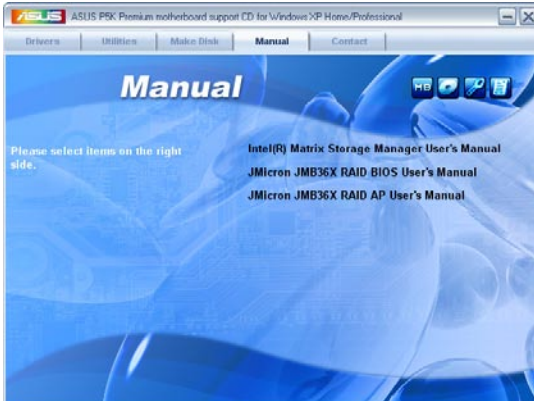 ASUS P5K Premium motherboard support CD for Windows XP Home/Professional
Drivers Utilities Make Disk Manual Contact
Manual
MB
Please select items on the right
side.
Intel(R) Matrix Storage Manager User's Manual
JMicron JMB36X RAID BIOS User's Manual
JMicron JMB36X RAID AP User's Manual